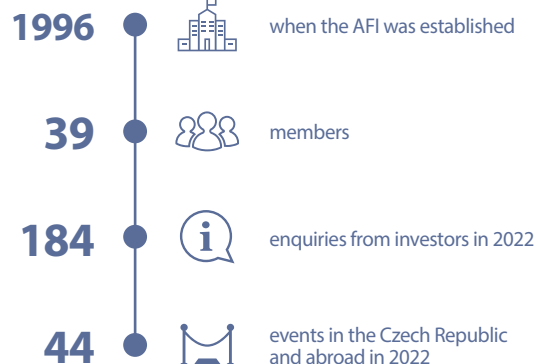 1996
when the AFI was established
39
members
184
i
enquiries from investors in 2022
44
events in the Czech Republic
and abroad in 2022